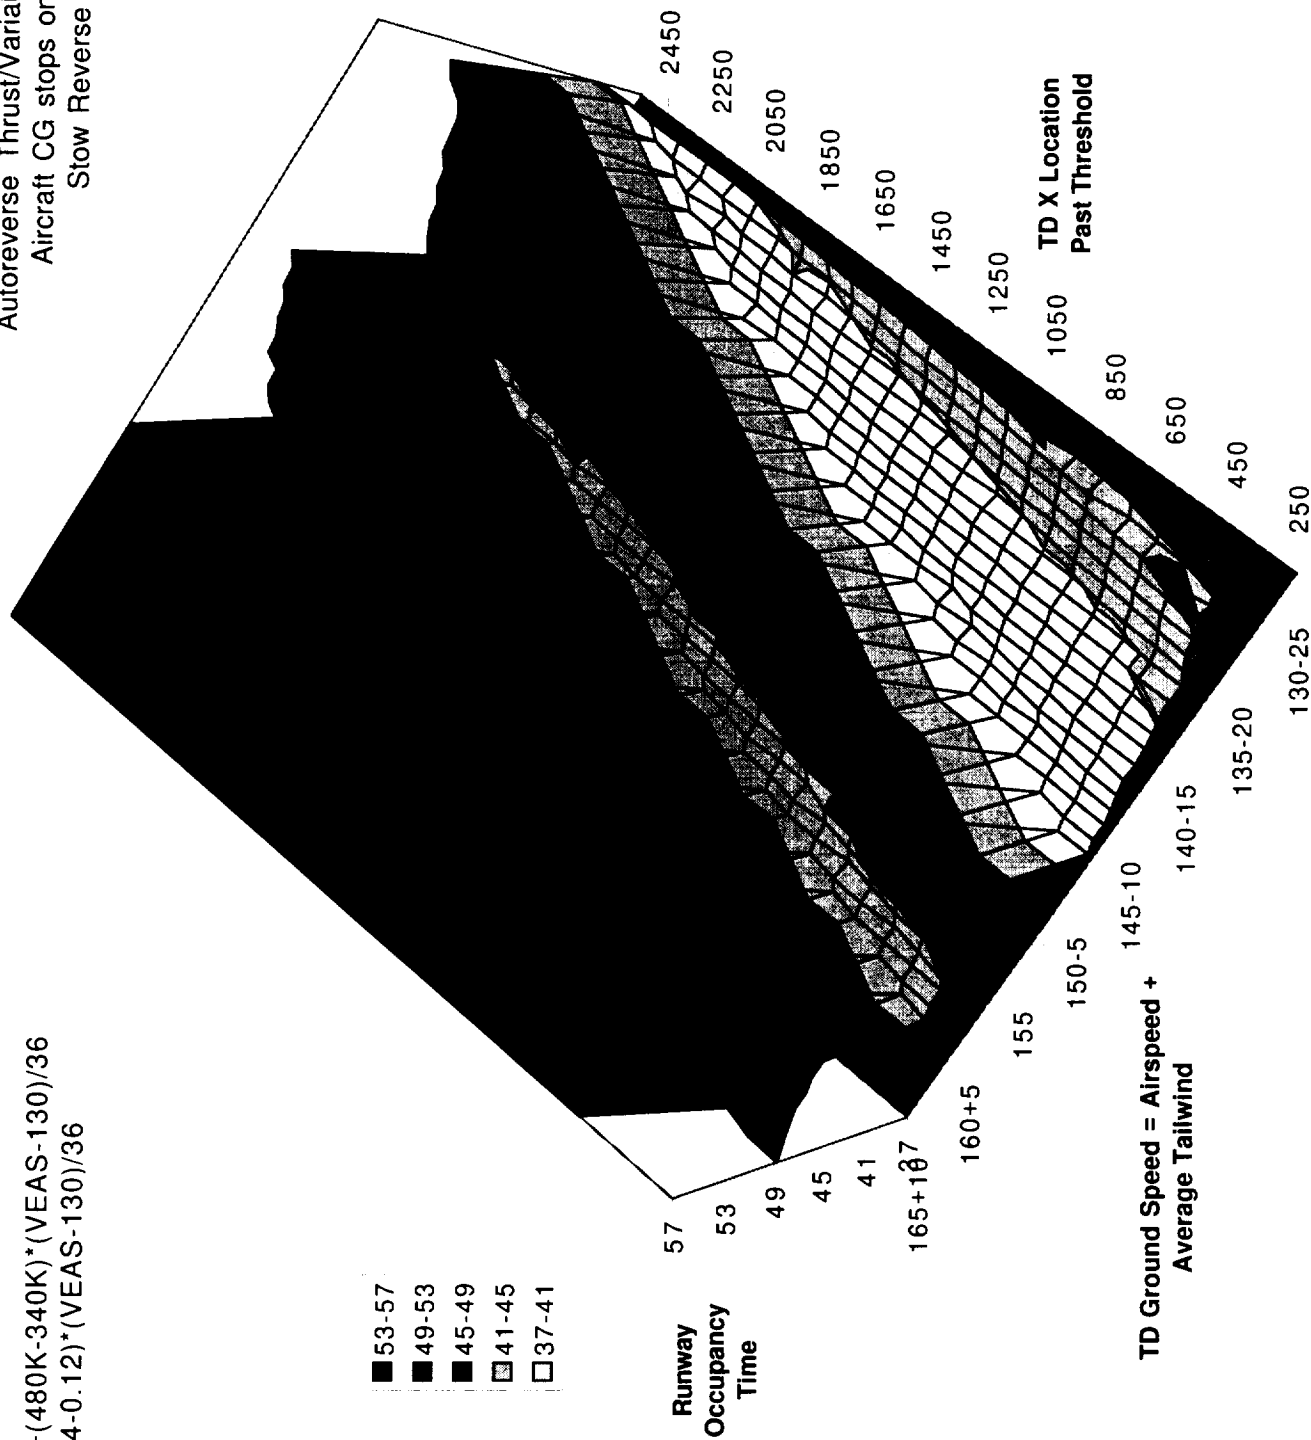 -(480K-340K)*(VEAS-130)/36
4-0.12)*(VEAS-130)/36
Autoreverse Thrust/Varia
Aircraft CG stops or
Stow Reverse
53-57
49-53
45-49
41-45
37-41
Runway
Occupancy
Time
57
53
49
45
41
37
165+10
160+5
155
150-5
145-10
140-15
135-20
130-25
TD Ground Speed = Airspeed +
Average Tailwind
250
450
650
850
1050
1250
1450
1650
1850
2050
2250
2450
TD X Location
Past Threshold